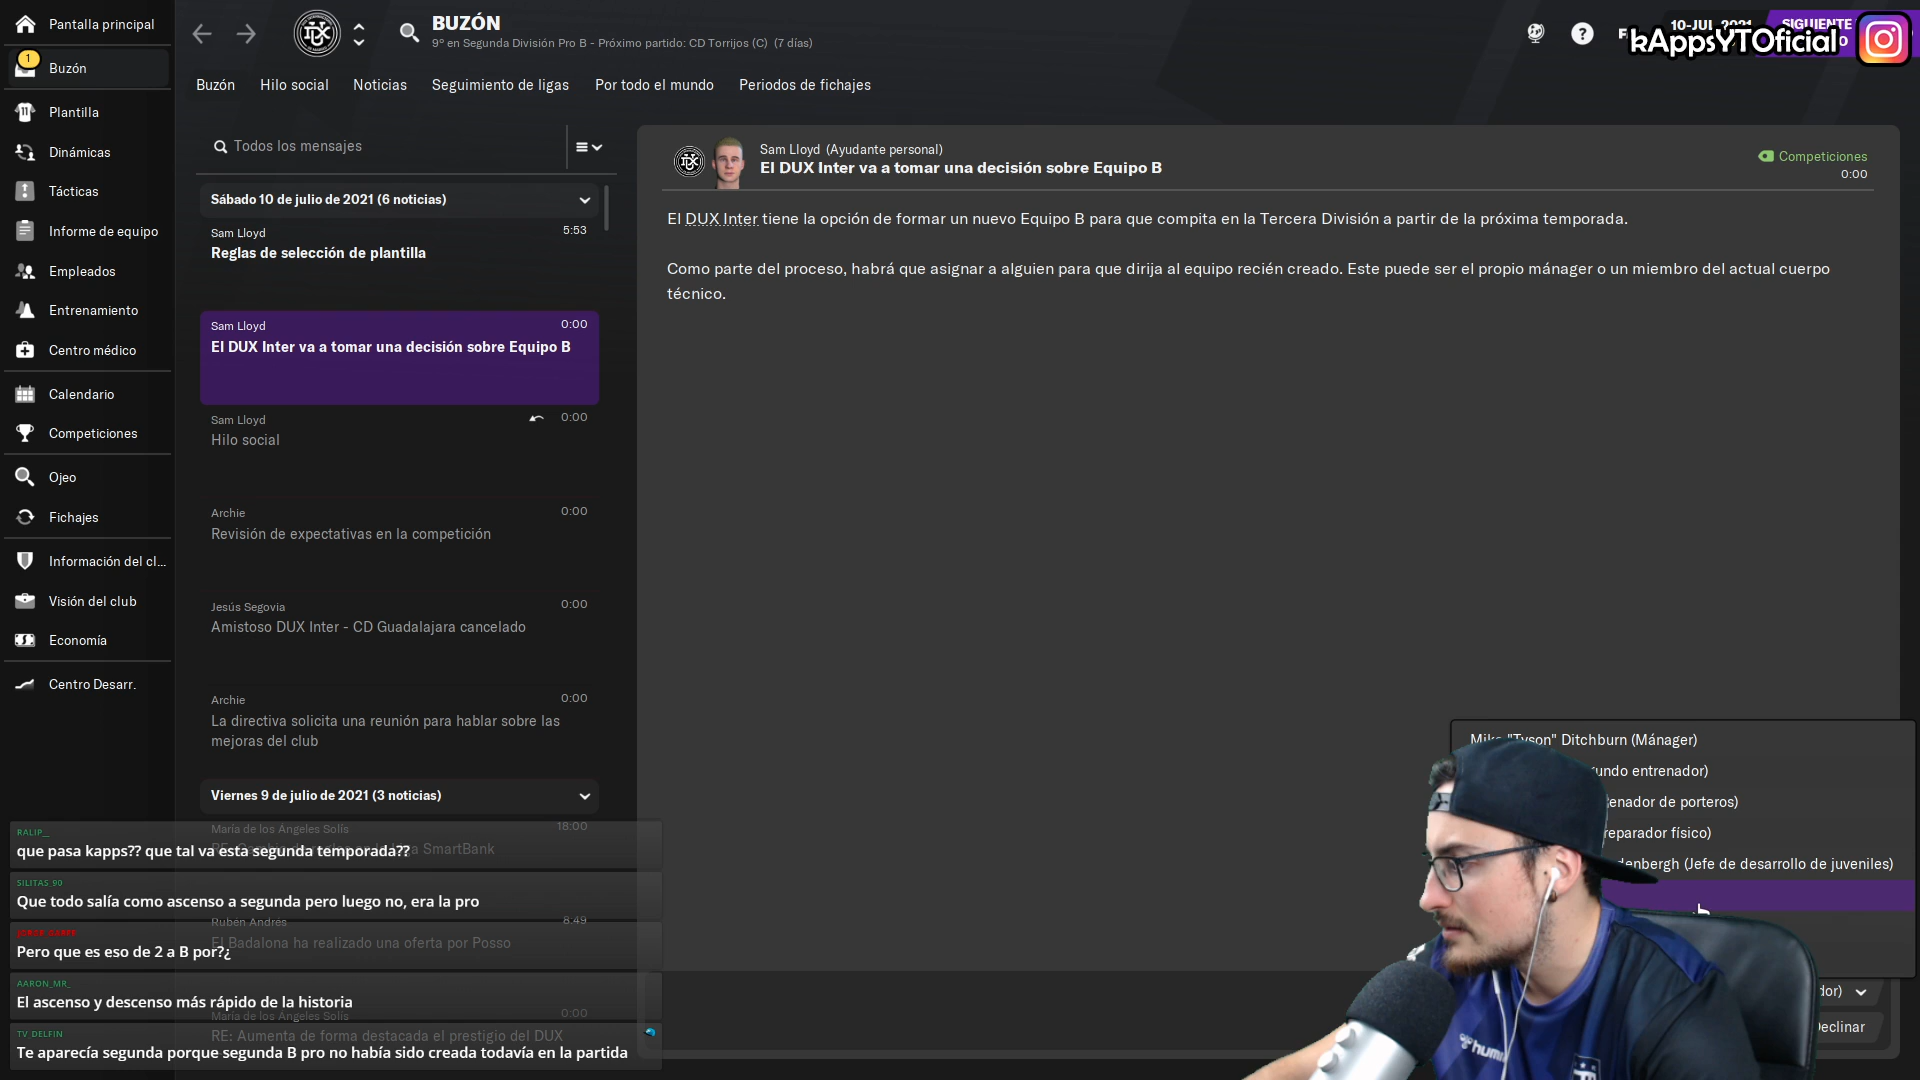 Pantalla principal
1
Buzón
Plantilla
Dinámicas
Tácticas
Informe de equipo
Empleados
Entrenamiento
Centro médico
Calendario
Competiciones
Ojeo
Fichajes
Información del cl...
Visión del club
Economía
Centro Desarr.
BUZÓN
9º en Segunda División Pro B - Próximo partido: CD Torrijos (C) (7 días)
10-JUL 2021
SIGUIENTE
kAppsYTOficial
Buzón
Hilo social
Noticias
Seguimiento de ligas
Por todo el mundo
Periodos de fichajes
Todos los mensajes
Sábado 10 de julio de 2021 (6 noticias)
Sam Lloyd 5:53
Reglas de selección de plantilla
Sam Lloyd 0:00
El DUX Inter va a tomar una decisión sobre Equipo B
Sam Lloyd 0:00
Hilo social
Archie 0:00
Revisión de expectativas en la competición
Jesús Segovia 0:00
Amistoso DUX Inter - CD Guadalajara cancelado
Archie 0:00
La directiva solicita una reunión para hablar sobre las
mejoras del club
Viernes 9 de julio de 2021 (3 noticias)
María de los Ángeles Solís 18:00
Liga SmartBank
Rubén Andrés 8:49
El Badalona ha realizado una oferta por Posso
María de los Ángeles Solís 0:00
RE: Aumenta de forma destacada el prestigio del DUX
RALIP__
que pasa kapps?? que tal va esta segunda temporada??
SILITAS_90
Que todo salía como ascenso a segunda pero luego no, era la pro
Pero que es eso de 2 a B por?¿
AARON_MR_
El ascenso y descenso más rápido de la historia
TV DELFIN
Te aparecía segunda porque segunda B pro no había sido creada todavía en la partida
Sam Lloyd (Ayudante personal)
El DUX Inter va a tomar una decisión sobre Equipo B
Competiciones
0:00
El DUX Inter tiene la opción de formar un nuevo Equipo B para que compita en la Tercera División a partir de la próxima temporada.
Como parte del proceso, habrá que asignar a alguien para que dirija al equipo recién creado. Este puede ser el propio mánager o un miembro del actual cuerpo
técnico.
Mike "Tyson" Ditchburn (Mánager)
undo entrenador)
enador de porteros)
reparador físico)
denbergh (Jefe de desarrollo de juveniles)
dor)
Declinar